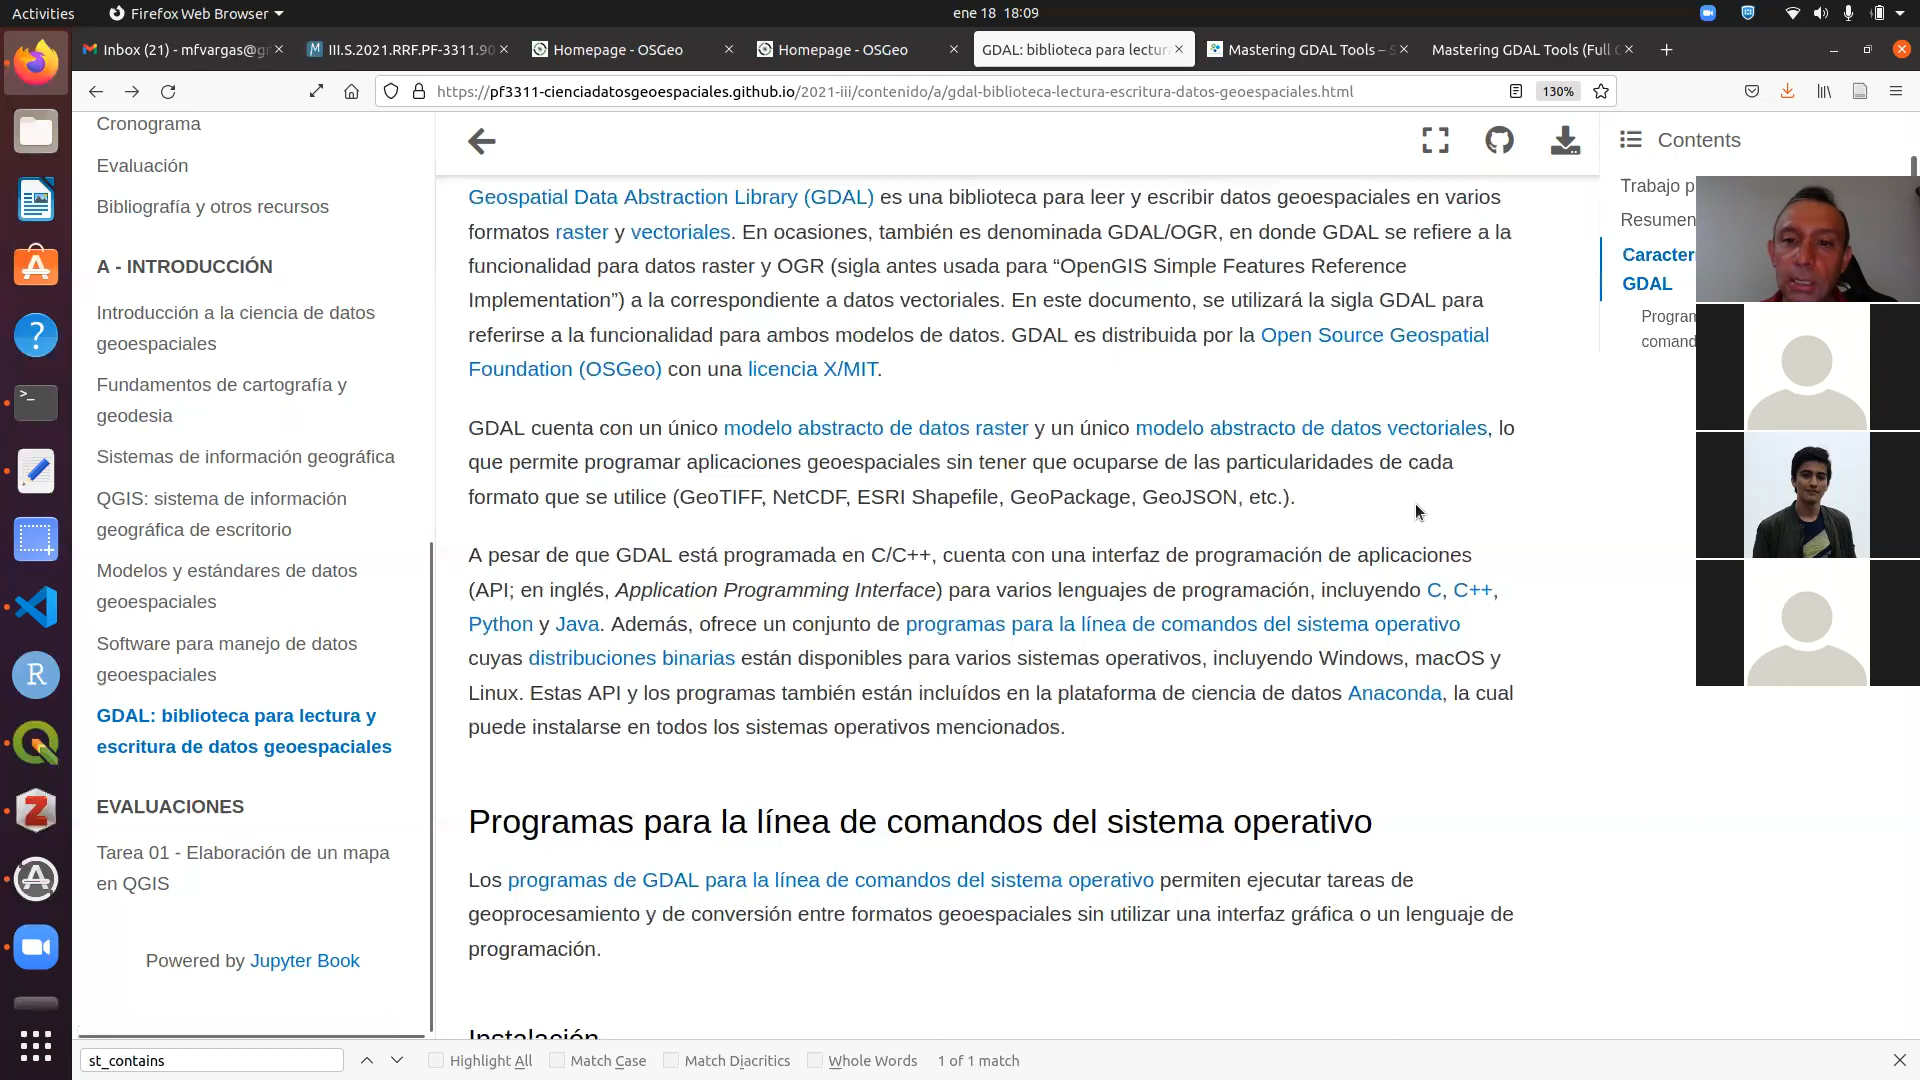 Activities
Firefox Web Browser
ene 18 18:09
Inbox (21) - mfvargas@g
III.S.2021.RRF.PF-3311.90
Homepage - OSGeo
Homepage - OSGeo
GDAL: biblioteca para lectur
Mastering GDAL Tools –
Mastering GDAL Tools (Full
https://pf3311-cienciadatosgeoespaciales.github.io/2021-iii/contenido/a/gdal-biblioteca-lectura-escritura-datos-geoespaciales.html
130%
Cronograma
Evaluación
Bibliografía y otros recursos
A - INTRODUCCIÓN
Introducción a la ciencia de datos
geoespaciales
Fundamentos de cartografía y
geodesia
Sistemas de información geográfica
QGIS: sistema de información
geográfica de escritorio
Modelos y estándares de datos
geoespaciales
Software para manejo de datos
geoespaciales
GDAL: biblioteca para lectura y
escritura de datos geoespaciales
EVALUACIONES
Tarea 01 - Elaboración de un mapa
en QGIS
Powered by Jupyter Book
Geospatial Data Abstraction Library (GDAL) es una biblioteca para leer y escribir datos geoespaciales en varios
formatos raster y vectoriales. En ocasiones, también es denominada GDAL/OGR, en donde GDAL se refiere a la
funcionalidad para datos raster y OGR (sigla antes usada para “OpenGIS Simple Features Reference
Implementation”) a la correspondiente a datos vectoriales. En este documento, se utilizará la sigla GDAL para
referirse a la funcionalidad para ambos modelos de datos. GDAL es distribuida por la Open Source Geospatial
Foundation (OSGeo) con una licencia X/MIT.
GDAL cuenta con un único modelo abstracto de datos raster y un único modelo abstracto de datos vectoriales, lo
que permite programar aplicaciones geoespaciales sin tener que ocuparse de las particularidades de cada
formato que se utilice (GeoTIFF, NetCDF, ESRI Shapefile, GeoPackage, GeoJSON, etc.).
A pesar de que GDAL está programada en C/C++, cuenta con una interfaz de programación de aplicaciones
(API; en inglés, Application Programming Interface) para varios lenguajes de programación, incluyendo C, C++,
Python y Java. Además, ofrece un conjunto de programas para la línea de comandos del sistema operativo
cuyas distribuciones binarias están disponibles para varios sistemas operativos, incluyendo Windows, macOS y
Linux. Estas API y los programas también están incluídos en la plataforma de ciencia de datos Anaconda, la cual
puede instalarse en todos los sistemas operativos mencionados.
Programas para la línea de comandos del sistema operativo
Los programas de GDAL para la línea de comandos del sistema operativo permiten ejecutar tareas de
geoprocesamiento y de conversión entre formatos geoespaciales sin utilizar una interfaz gráfica o un lenguaje de
programación.
Instalación
Contents
Trabajo p
Resumen
Caracter
GDAL
Program
comand
st_contains
Highlight All
Match Case
Match Diacritics
Whole Words
1 of 1 match